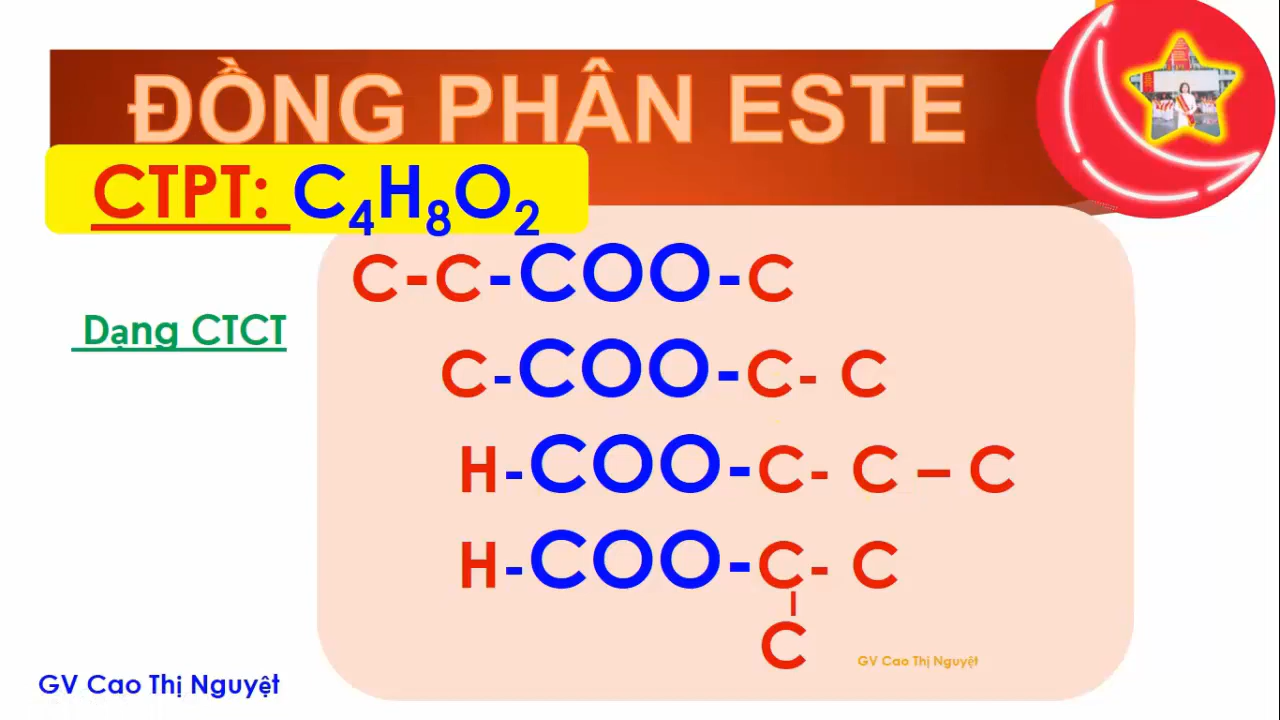 ĐỒNG PHÂN ESTE
CTPT: C₄H₈O₂
C-C-COO-C
Dạng CTCT
C-COO-C- C
H-COO-C- C – C
H-COO-C- C
C
GV Cao Thị Nguyệt
GV Cao Thị Nguyệt